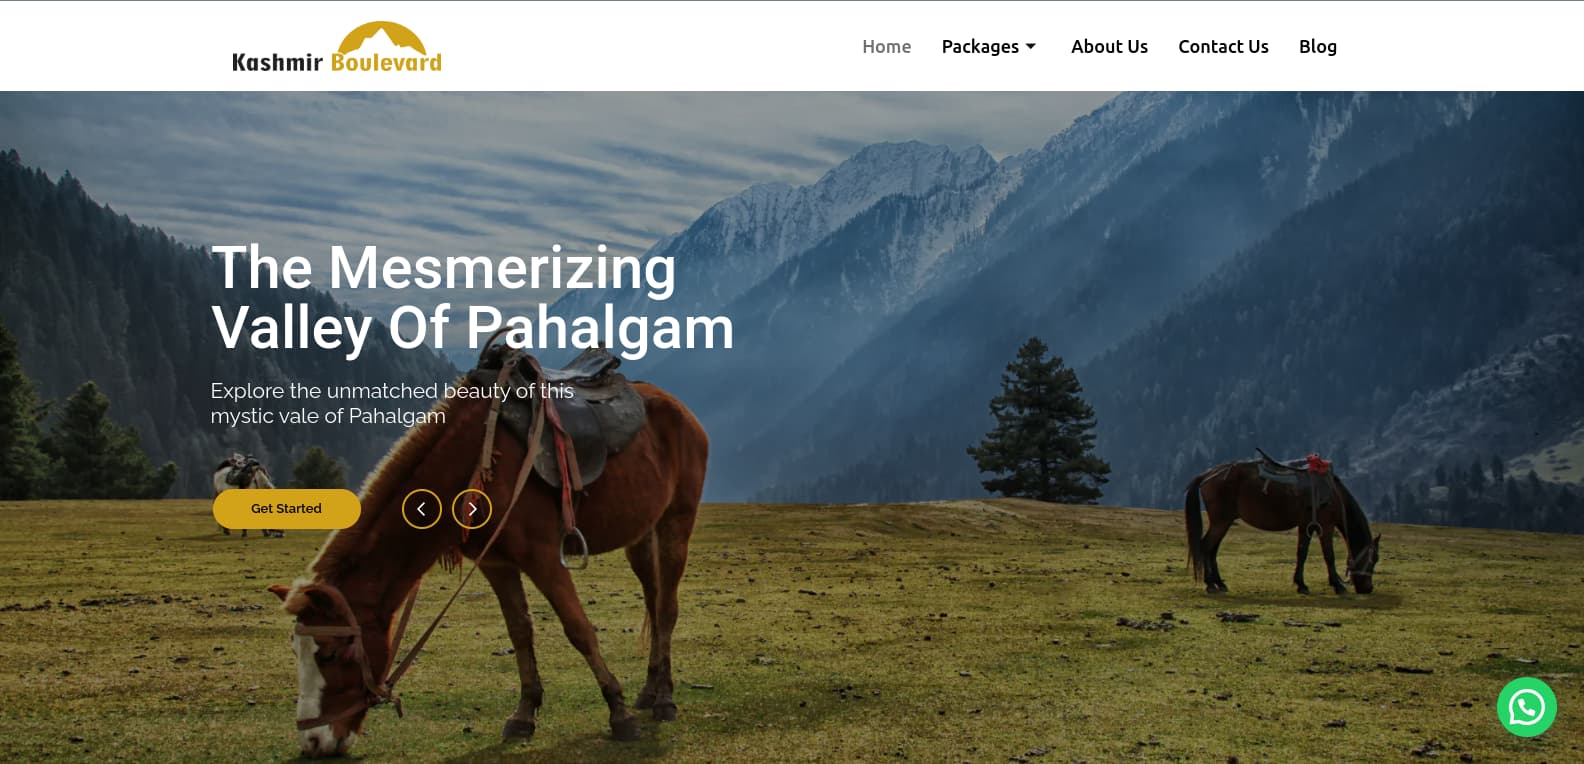 Kashmir Boulevard
Home Packages About Us Contact Us Blog
The Mesmerizing
Valley Of Pahalgam
Explore the unmatched beauty of this
mystic vale of Pahalgam
Get Started